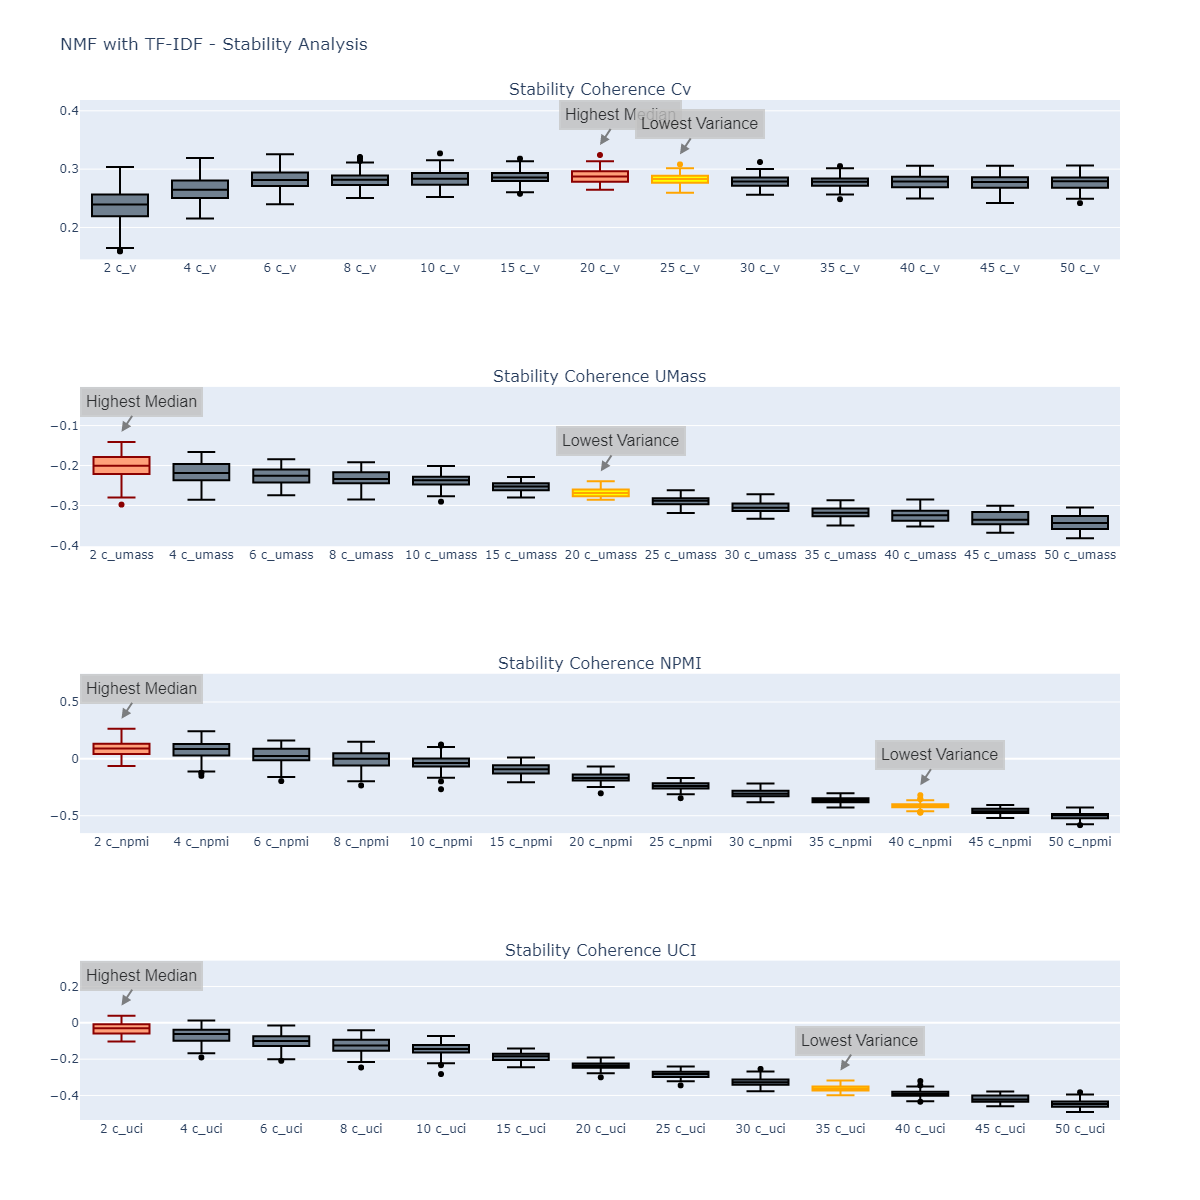 NMF with TF-IDF - Stability Analysis
Stability Coherence Cv
Highest Median
Lowest Variance
0.4
0.3
0.2
2 c_v 4 c_v 6 c_v 8 c_v 10 c_v 15 c_v 20 c_v 25 c_v 30 c_v 35 c_v 40 c_v 45 c_v 50 c_v
Stability Coherence UMass
Highest Median
Lowest Variance
−0.1
−0.2
−0.3
−0.4
2 c_umass 4 c_umass 6 c_umass 8 c_umass 10 c_umass 15 c_umass 20 c_umass 25 c_umass 30 c_umass 35 c_umass 40 c_umass 45 c_umass 50 c_umass
Stability Coherence NPMI
Highest Median
Lowest Variance
0.5
0
−0.5
2 c_npmi 4 c_npmi 6 c_npmi 8 c_npmi 10 c_npmi 15 c_npmi 20 c_npmi 25 c_npmi 30 c_npmi 35 c_npmi 40 c_npmi 45 c_npmi 50 c_npmi
Stability Coherence UCI
Highest Median
Lowest Variance
0.2
0
−0.2
−0.4
2 c_uci 4 c_uci 6 c_uci 8 c_uci 10 c_uci 15 c_uci 20 c_uci 25 c_uci 30 c_uci 35 c_uci 40 c_uci 45 c_uci 50 c_uci